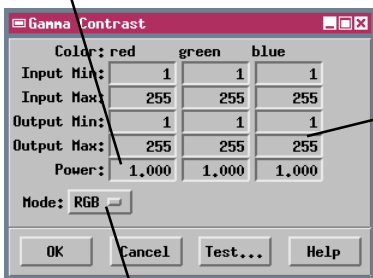 Gamma Contrast
Color: red green blue
Input Min: 1 1 1
Input Max: 255 255 255
Output Min: 1 1 1
Output Max: 255 255 255
Power: 1.000 1.000 1.000
Mode: RGB
OK Cancel Test... Help